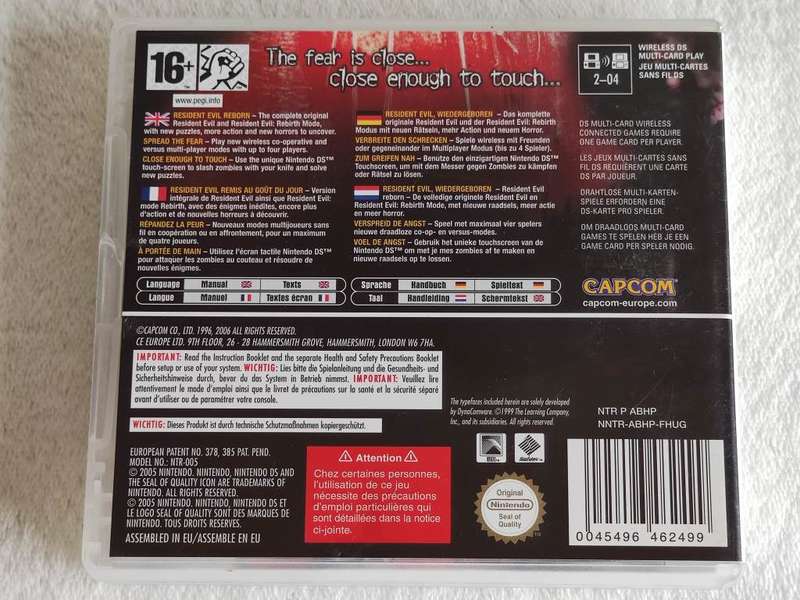 16+
www.pegi.info
The fear is close...
close enough to touch...
2–04
WIRELESS DS
MULTI-CARD PLAY
JEU MULTI-CARTES
SANS FIL DS
RESIDENT EVIL REBORN – The complete original
Resident Evil and Resident Evil: Rebirth Mode,
with new puzzles, more action and new horrors to uncover.
SPREAD THE FEAR – Play new wireless co-operative and
versus multi-player modes with up to four players.
CLOSE ENOUGH TO TOUCH – Use the unique Nintendo DS™
touch-screen to slash zombies with your knife and solve
new puzzles.
RESIDENT EVIL REMIS AU GOÛT DU JOUR – Version
intégrale de Resident Evil ainsi que Resident Evil:
mode Rebirth, avec des énigmes inédites, encore plus
d'action et de nouvelles horreurs à découvrir.
RÉPANDEZ LA PEUR – Nouveaux modes multijoueurs sans
fil en coopération ou en affrontement, pour un maximum
de quatre joueurs.
À PORTÉE DE MAIN – Utilisez l'écran tactile Nintendo DS™
pour attaquer les zombies au couteau et résoudre de
nouvelles énigmes.
RESIDENT EVIL, WIEDERGEBOREN – Das komplette
originale Resident Evil und der Resident Evil: Rebirth
Modus mit neuen Rätseln, mehr Action und neuem Horror.
VERBREITE DEN SCHRECKEN – Spiele wireless mit Freunden
oder gegeneinander im Multiplayer Modus (bis zu 4 Spieler).
ZUM GREIFEN NAH – Benutze den einzigartigen Nintendo DS™
Touchscreen, um mit dem Messer gegen Zombies zu kämpfen
oder Rätsel zu lösen.
RESIDENT EVIL, WIEDERGEBOREN – Resident Evil
reborn – De volledige originale Resident Evil en
Resident Evil: Rebirth Mode, met nieuwe raadsels, meer actie
en meer horror.
VERSPREID DE ANGST – Speel met maximaal vier spelers
nieuwe draadloze co-op- en versus-modes.
VOEL DE ANGST – Gebruik het unieke touchscreen van de
Nintendo DS™ om met je mes zombies af te maken en
nieuwe raadsels op te lossen.
DS MULTI-CARD WIRELESS
CONNECTED GAMES REQUIRE
ONE GAME CARD PER PLAYER.
LES JEUX MULTI-CARTES SANS
FIL DS REQUIÈRENT UNE CARTE
DS PAR JOUEUR.
DRAHTLOSE MULTI-KARTEN-
SPIELE ERFORDERN EINE
DS-KARTE PRO SPIELER.
OM DRAADLOOS MULTI-CARD
GAMES TE SPELEN HEB JE EEN
GAME CARD PER SPELER NODIG.
Language Manual Texts
Langue Manuel Textes écran
Sprache Handbuch Spieltext
Taal Handleiding Schermtekst
CAPCOM
capcom-europe.com
©CAPCOM CO., LTD. 1996, 2006 ALL RIGHTS RESERVED.
CE EUROPE LTD. 9TH FLOOR, 26 - 28 HAMMERSMITH GROVE, HAMMERSMITH, LONDON W6 7HA.
IMPORTANT: Read the Instruction Booklet and the separate Health and Safety Precautions Booklet
before setup or use of your system. WICHTIG: Lies bitte die Spielanleitung und die Gesundheits- und
Sicherheitshinweise durch, bevor du das System in Betrieb nimmst. IMPORTANT: Veuillez lire
attentivement le mode d'emploi ainsi que le livret de précautions sur la santé et la sécurité séparé
avant d'utiliser ou de paramétrer votre console.
WICHTIG: Dieses Produkt ist durch technische Schutzmaßnahmen kopiergeschützt.
The typefaces included herein are solely developed
by DynaComware. ©1999 The Learning Company,
Inc., and its subsidiaries. All rights reserved.
NTR P ABHP
NNTR-ABHP-FHUG
EUROPEAN PATENT NO. 378, 385 PAT. PEND.
MODEL NO.: NTR-005
© 2005 NINTENDO. NINTENDO, NINTENDO DS AND
THE SEAL OF QUALITY ICON ARE TRADEMARKS OF
NINTENDO. ALL RIGHTS RESERVED.
© 2005 NINTENDO. NINTENDO, NINTENDO DS ET
LE LOGO SEAL OF QUALITY SONT DES MARQUES DE
NINTENDO. TOUS DROITS RESERVES.
ASSEMBLED IN EU/ASSEMBLE EN EU
Attention
Chez certaines personnes,
l'utilisation de ce jeu
nécessite des précautions
d'emploi particulières qui
sont détaillées dans la notice
ci-jointe.
Original
Nintendo
Seal of
Quality
0045496 462499